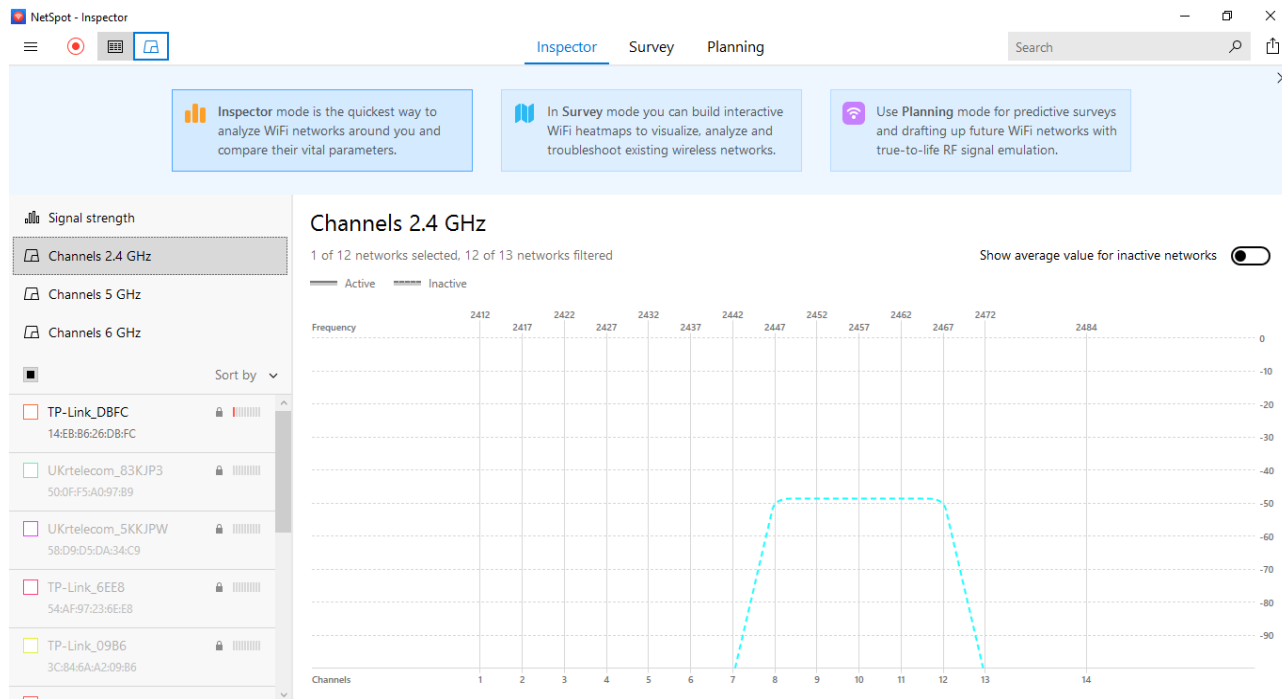 NetSpot - Inspector
Inspector
Survey
Planning
Search
Inspector mode is the quickest way to
analyze WiFi networks around you and
compare their vital parameters.
In Survey mode you can build interactive
WiFi heatmaps to visualize, analyze and
troubleshoot existing wireless networks.
Use Planning mode for predictive surveys
and drafting up future WiFi networks with
true-to-life RF signal emulation.
Signal strength
Channels 2.4 GHz
Channels 5 GHz
Channels 6 GHz
Sort by
TP-Link_DBFC
14:EB:B6:26:DB:FC
UKrtelecom_83KJP3
50:0F:F5:A0:97:B9
UKrtelecom_5KKJPW
58:D9:D5:DA:34:C9
TP-Link_6EE8
54:AF:97:23:6E:E8
TP-Link_09B6
3C:84:6A:A2:09:B6
Channels 2.4 GHz
1 of 12 networks selected, 12 of 13 networks filtered
Show average value for inactive networks
Active Inactive
2412 2422 2432 2442 2452 2462 2472
Frequency 2417 2427 2437 2447 2457 2467 2484
0
-10
-20
-30
-40
-50
-60
-70
-80
-90
Channels 1 2 3 4 5 6 7 8 9 10 11 12 13 14